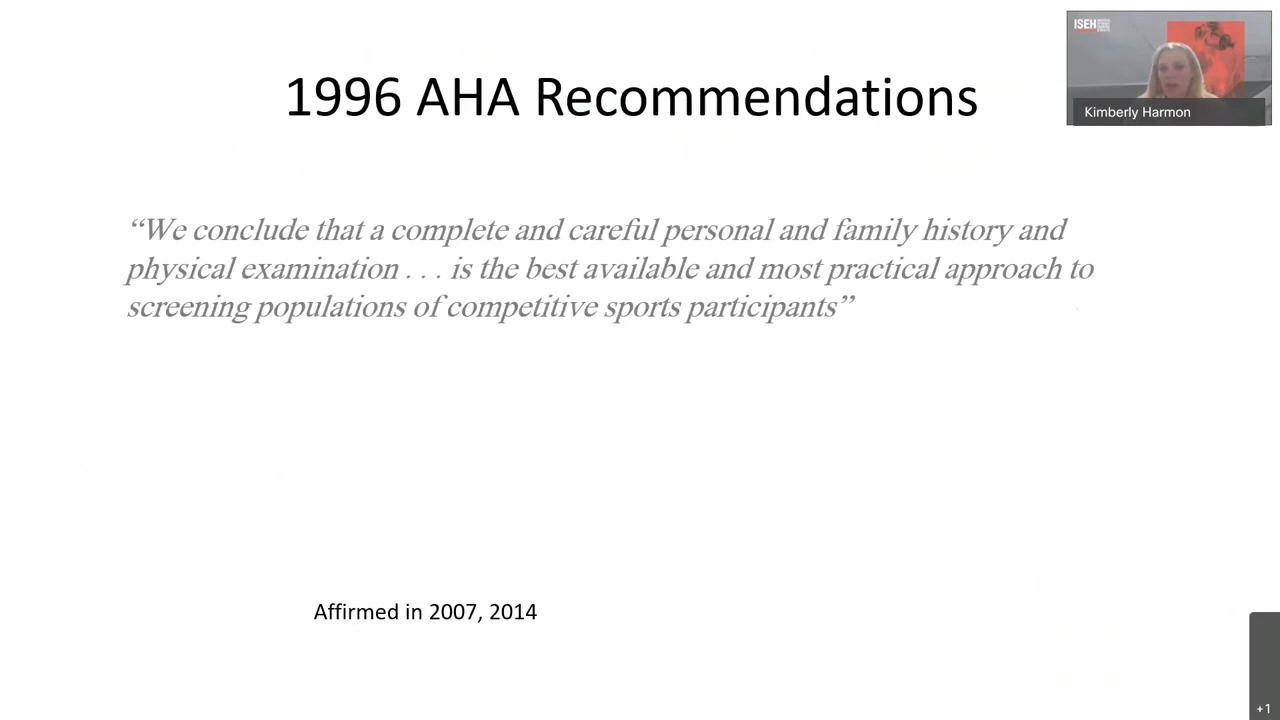 1996 AHA Recommendations
ISEH
Kimberly Harmon
“We conclude that a complete and careful personal and family history and
physical examination . . . is the best available and most practical approach to
screening populations of competitive sports participants”
Affirmed in 2007, 2014
+1